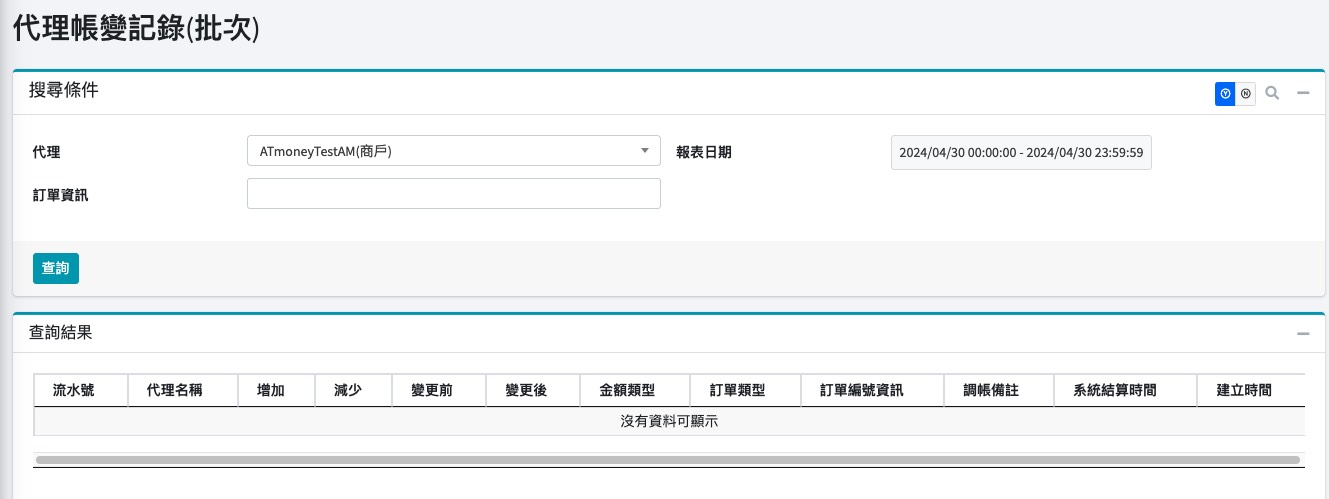 代理帳變記錄(批次)
搜尋條件
Y N
代理 ATmoneyTestAM(商戶) 報表日期 2024/04/30 00:00:00 - 2024/04/30 23:59:59
訂單資訊
查詢
查詢結果
流水號 代理名稱 增加 減少 變更前 變更後 金額類型 訂單類型 訂單編號資訊 調帳備註 系統結算時間 建立時間
沒有資料可顯示